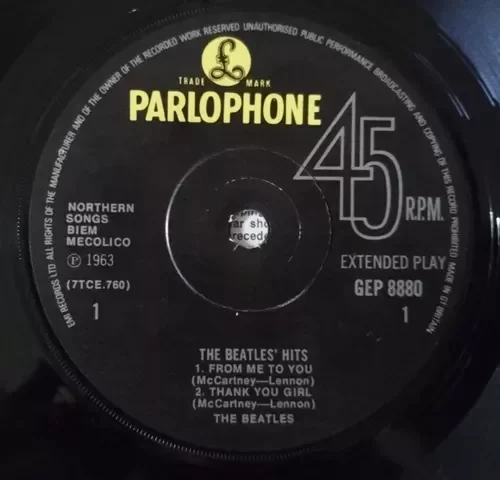 EMI RECORDS LTD ALL RIGHTS OF THE MANUFACTURER AND OF THE OWNER OF THE RECORDED WORK RESERVED UNAUTHORISED PUBLIC PERFORMANCE BROADCASTING AND COPYING OF THIS RECORD PROHIBITED MADE IN GT BRITAIN
£
TRADE MARK
PARLOPHONE
45
R.P.M.
NORTHERN
SONGS
BIEM
MECOLICO
℗ 1963
(7TCE.760)
1
EXTENDED PLAY
GEP 8880
1
ar sho
recede
THE BEATLES' HITS
1. FROM ME TO YOU
(McCartney—Lennon)
2. THANK YOU GIRL
(McCartney—Lennon)
THE BEATLES